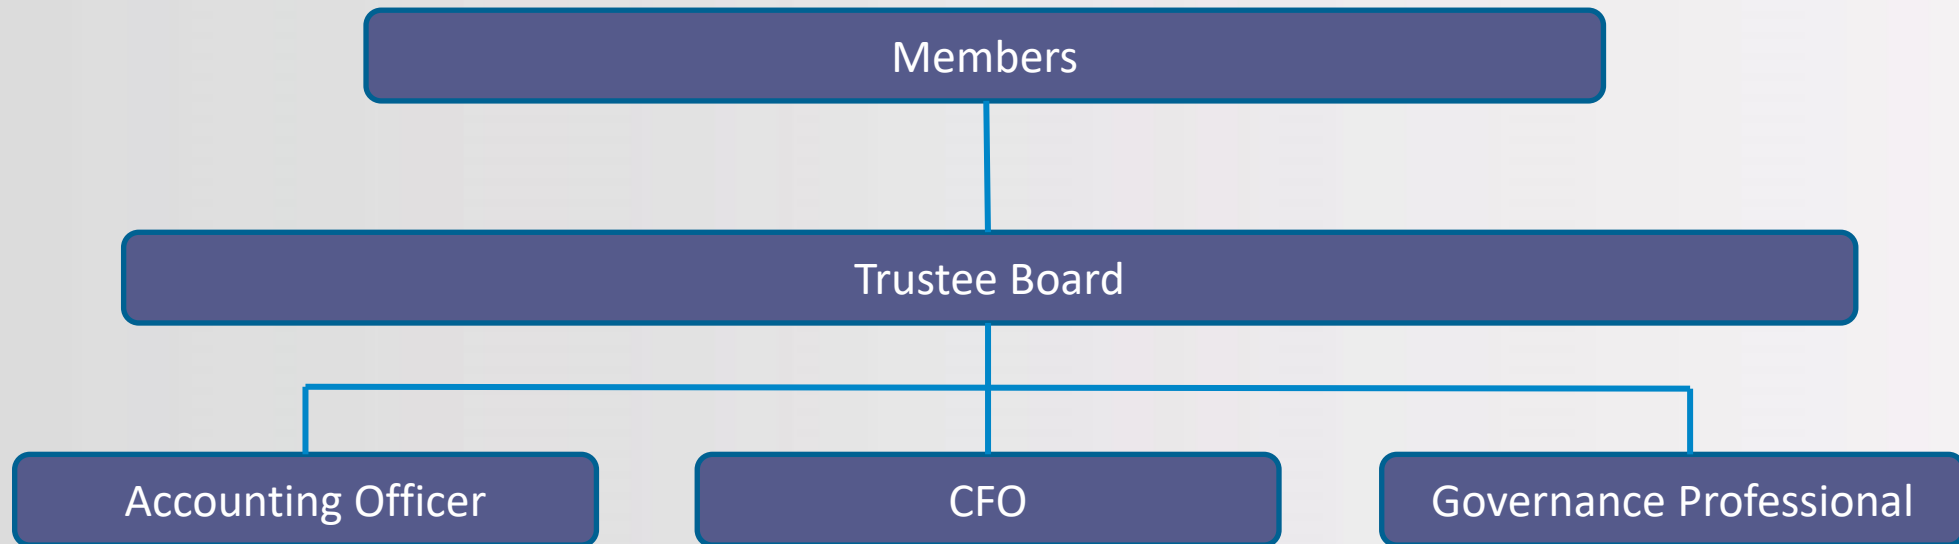 Members
Trustee Board
Accounting Officer
CFO
Governance Professional